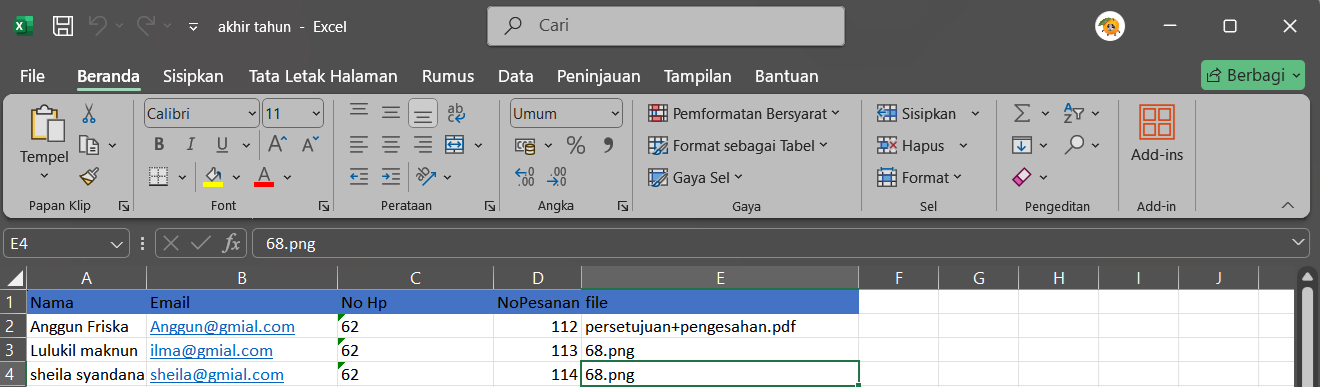 akhir tahun - Excel
Cari
File Beranda Sisipkan Tata Letak Halaman Rumus Data Peninjauan Tampilan Bantuan
Berbagi
Calibri 11 ab Umum Pemformatan Bersyarat Sisipkan
Tempel B I U % Format sebagai Tabel Hapus Add-ins
A Gaya Sel Format
Papan Klip Font Perataan Angka Gaya Sel Pengeditan Add-in
E4 fx 68.png
A B C D E F G H I J
1 Nama Email No Hp NoPesanan file
2 Anggun Friska Anggun@gmial.com 62 112 persetujuan+pengesahan.pdf
3 Lulukil maknun ilma@gmial.com 62 113 68.png
4 sheila syandana sheila@gmial.com 62 114 68.png